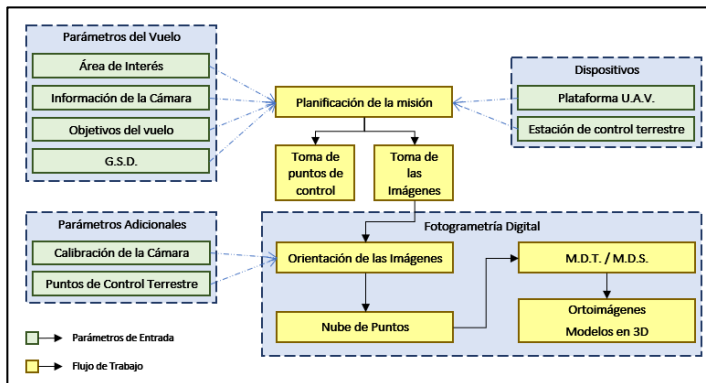 Parámetros del Vuelo
Área de Interés
Información de la Cámara
Objetivos del vuelo
G.S.D.
Planificación de la misión
Dispositivos
Plataforma U.A.V.
Estación de control terrestre
Toma de
puntos de
control
Toma de
las
Imágenes
Parámetros Adicionales
Calibración de la Cámara
Puntos de Control Terrestre
Fotogrametría Digital
Orientación de las Imágenes
M.D.T. / M.D.S.
Nube de Puntos
Ortoimágenes
Modelos en 3D
Parámetros de Entrada
Flujo de Trabajo